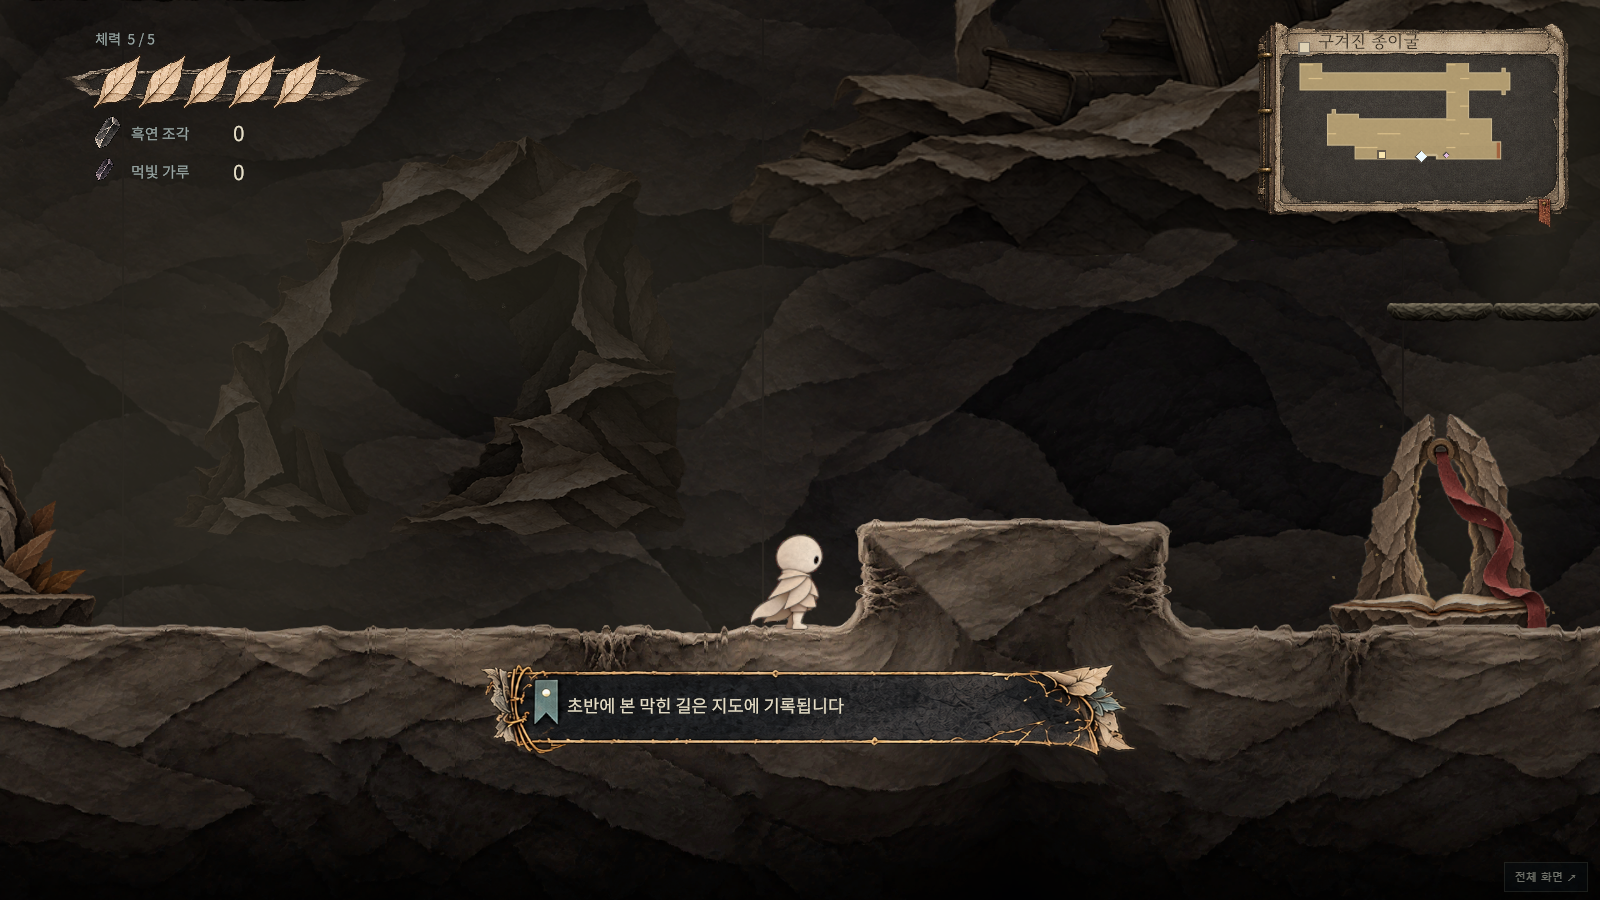 체력 5 / 5
구겨진 종이굴
흑연 조각 0
먹빛 가루 0
초반에 본 막힌 길은 지도에 기록됩니다
전체 화면 ↗